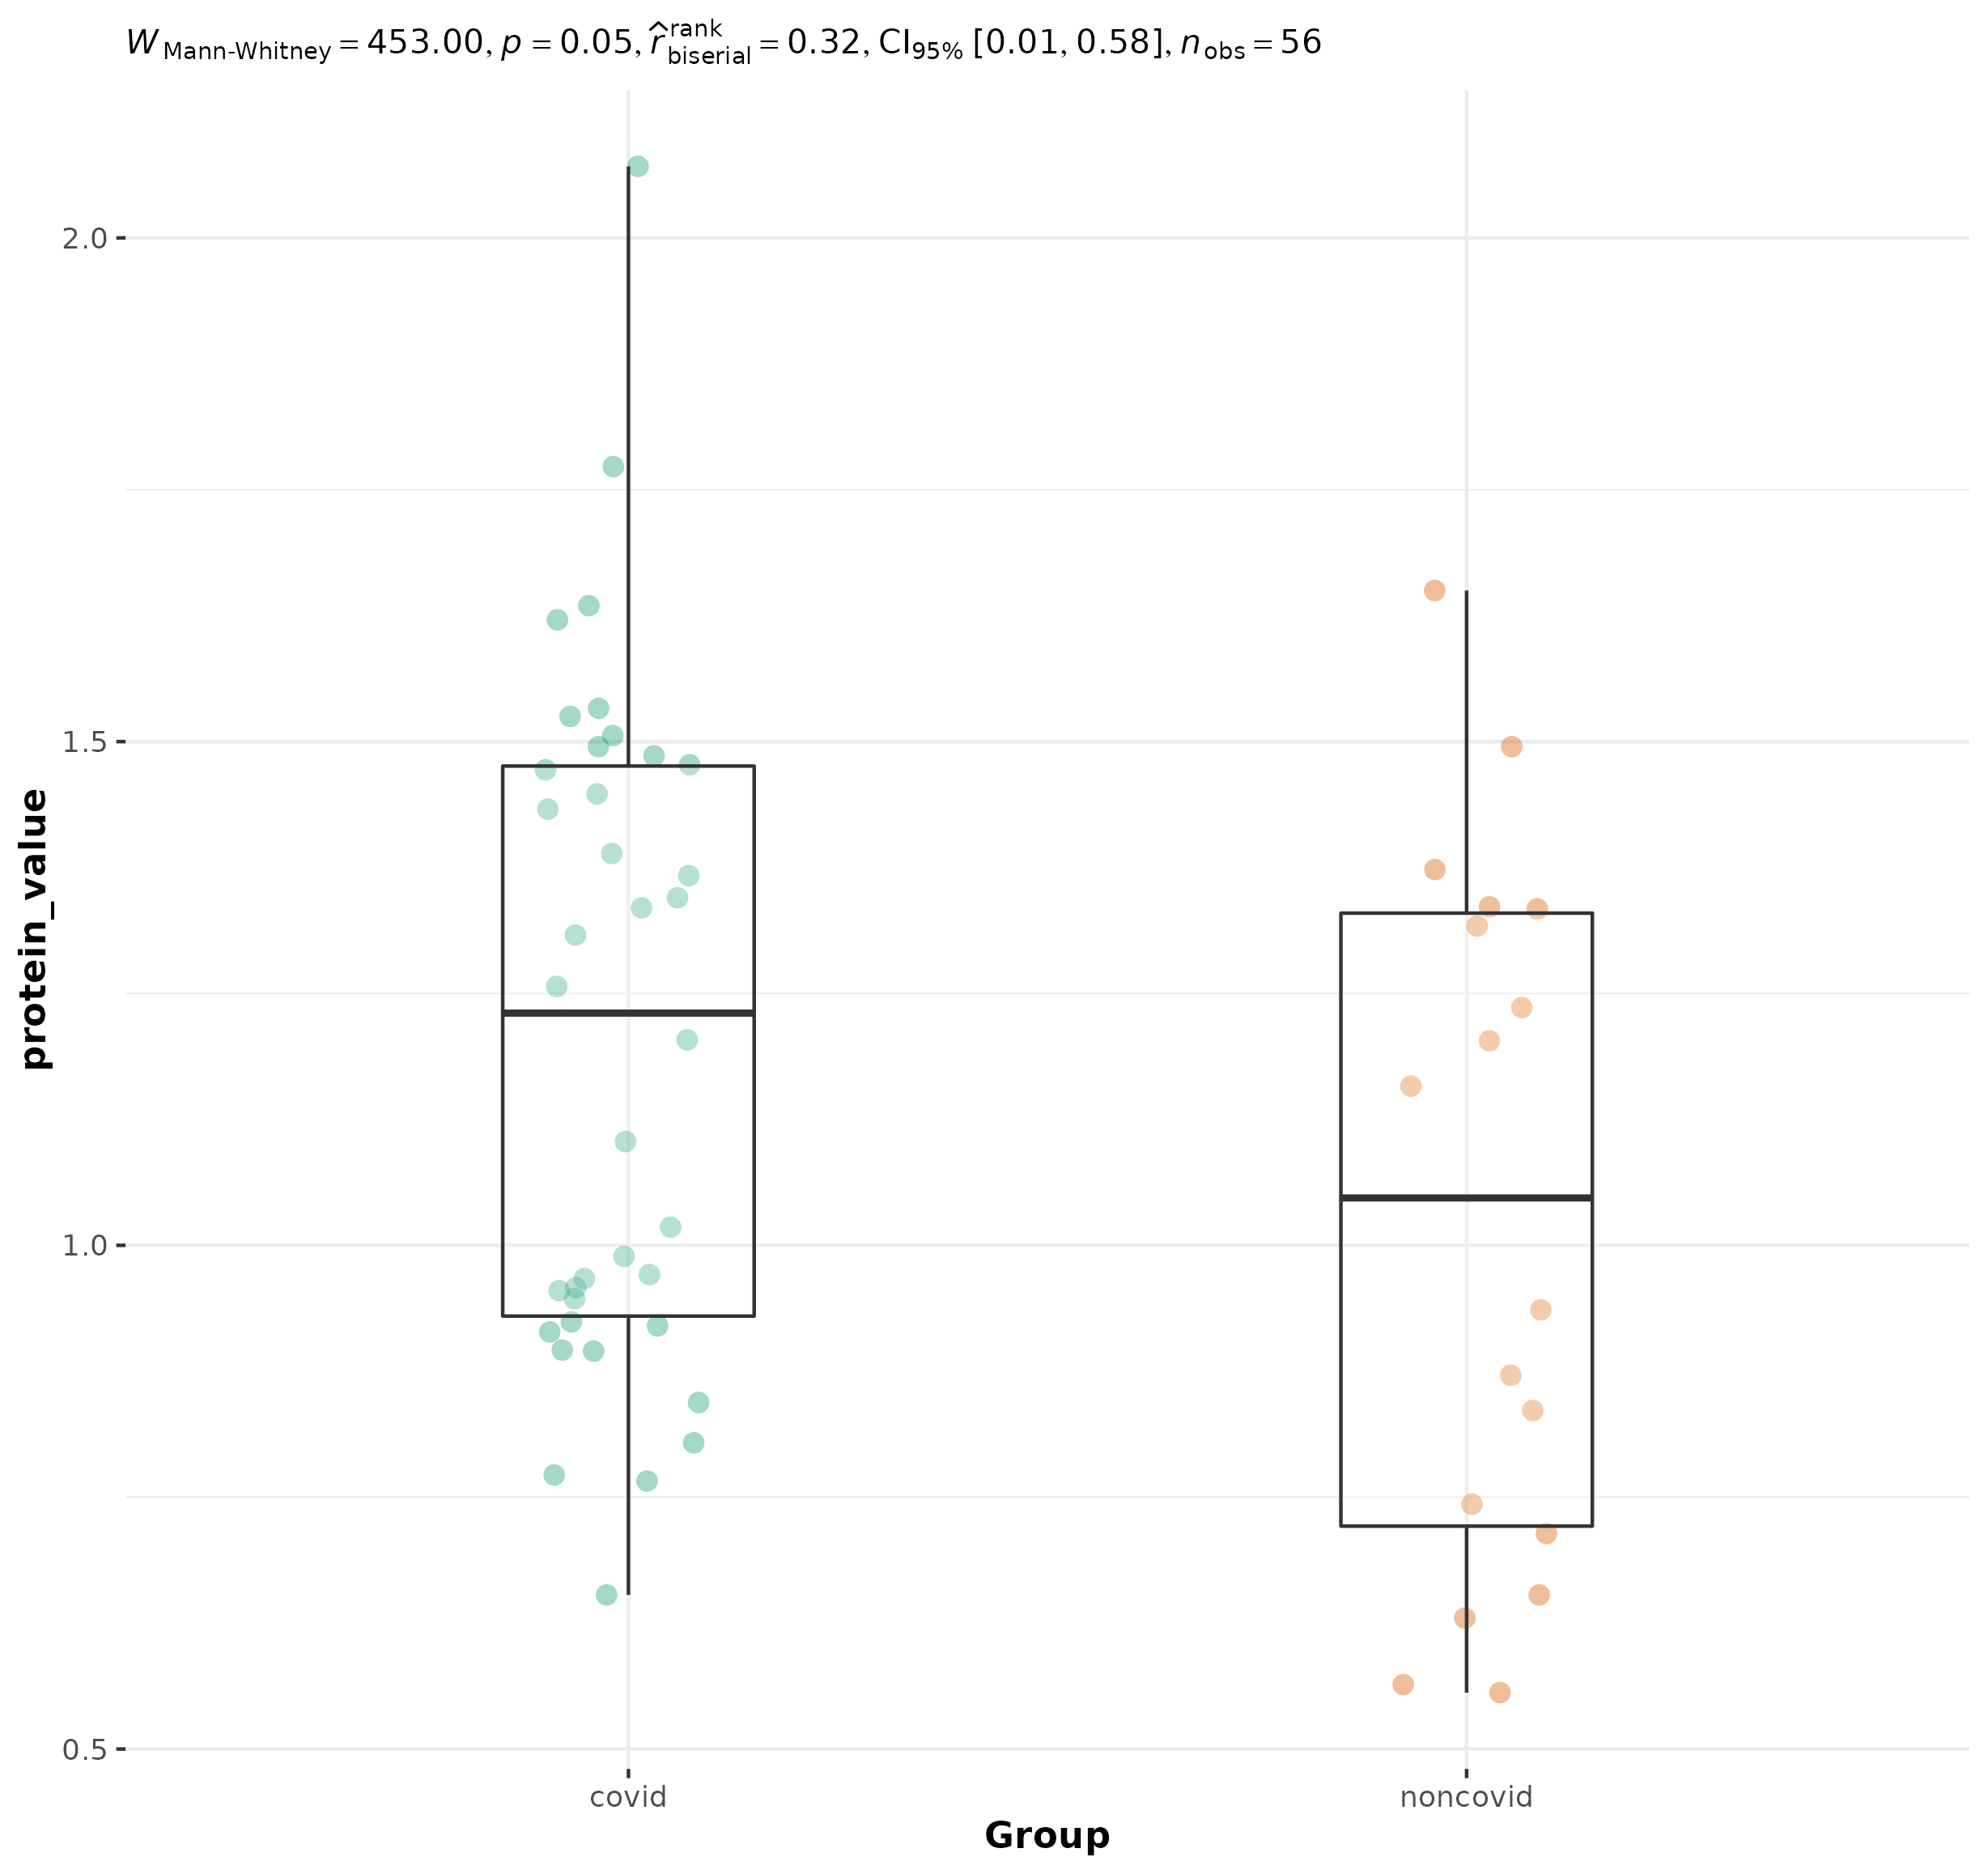 W Mann-Whitney = 453.00, p = 0.05, r̂ rank biserial = 0.32, CI95% [0.01, 0.58], nobs = 56
2.0
1.5
1.0
0.5
protein_value
covid noncovid
Group